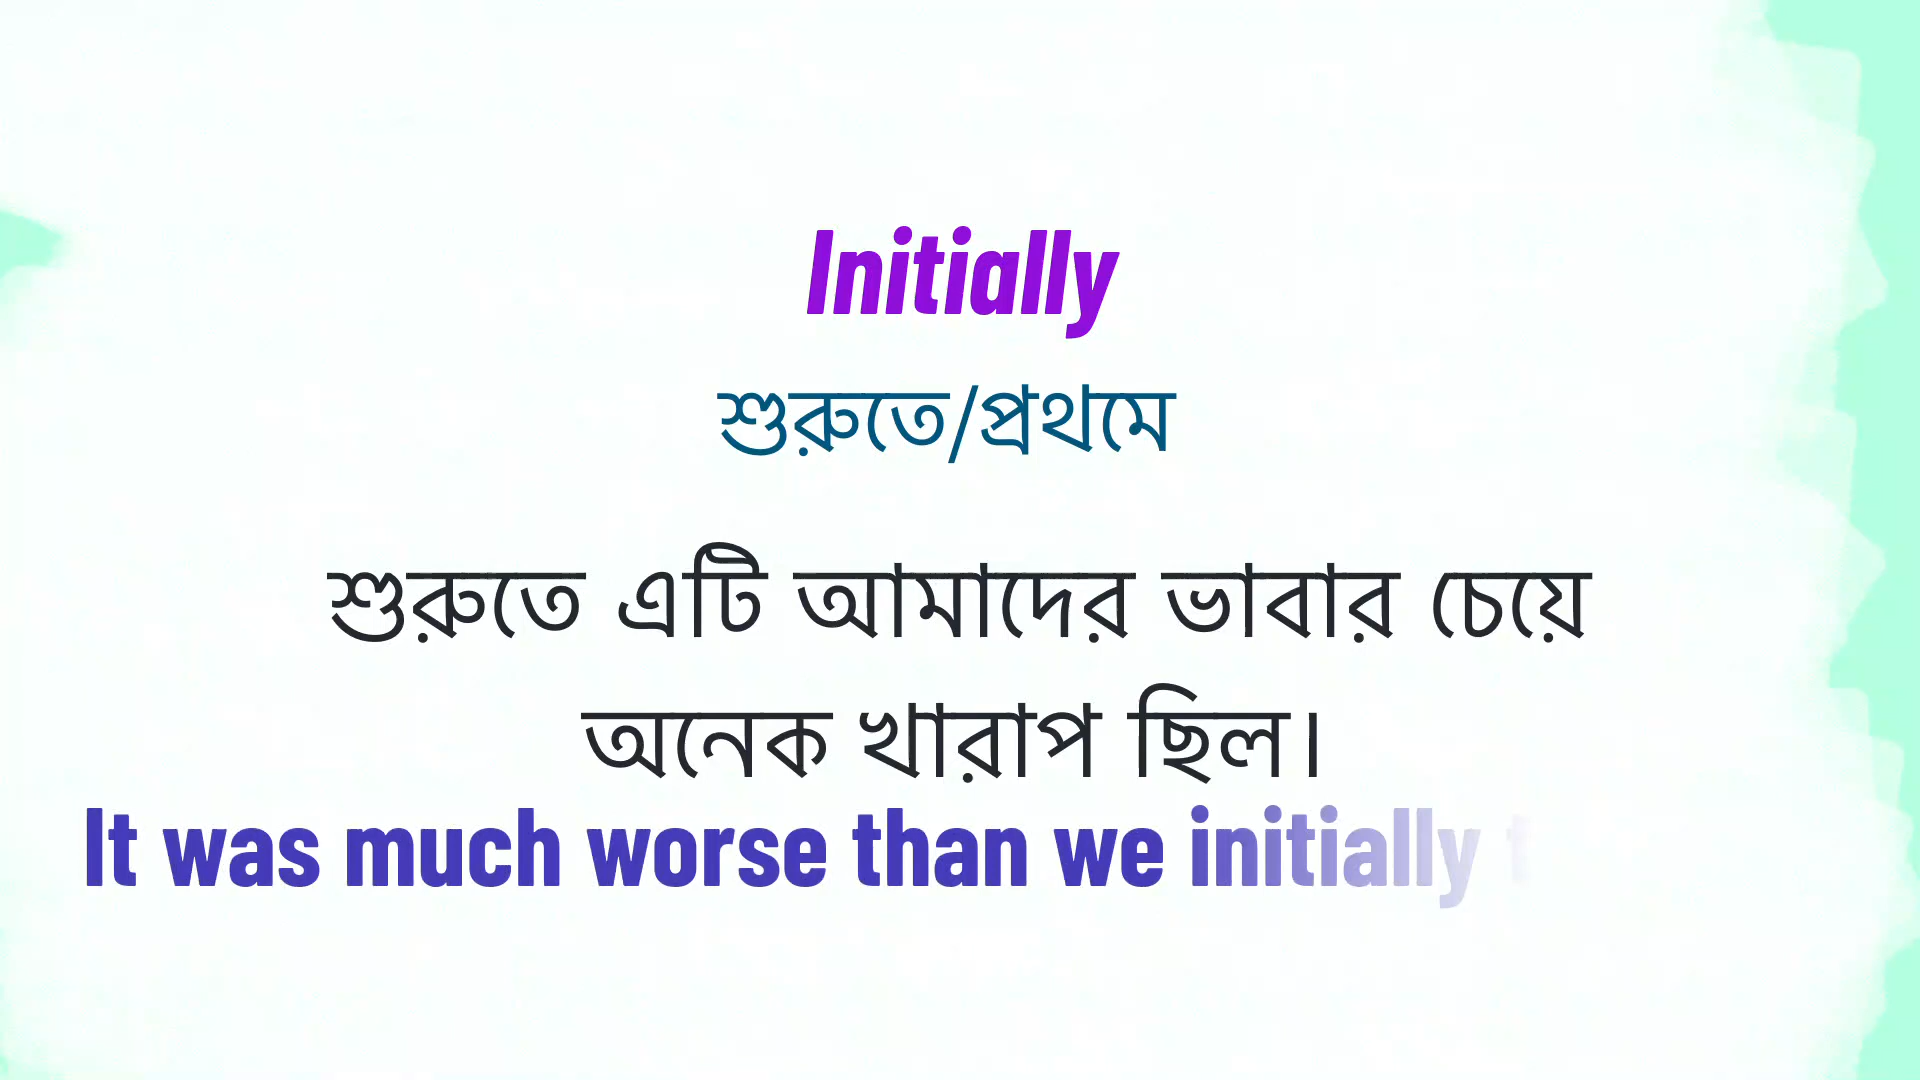 Initially
শুরুতে/প্রথমে
শুরুতে এটি আমাদের ভাবার চেয়ে
অনেক খারাপ ছিল।
It was much worse than we initially